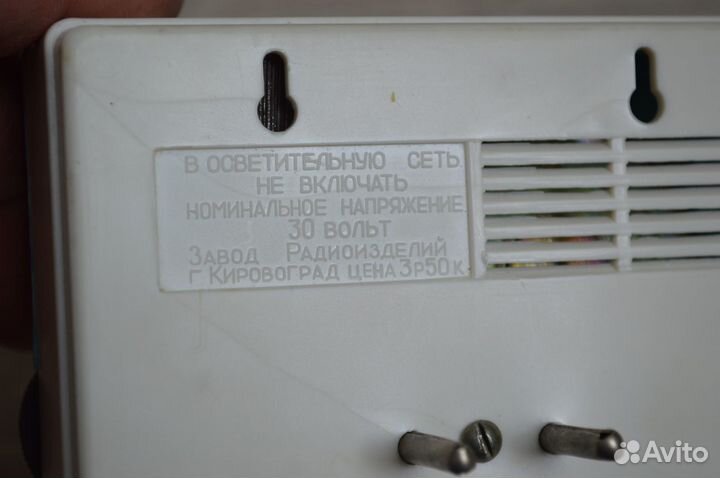 В ОСВЕТИТЕЛЬНУЮ СЕТЬ
НЕ ВКЛЮЧАТЬ
НОМИНАЛЬНОЕ НАПРЯЖЕНИЕ
30 ВОЛЬТ
ЗАВОД РАДИОИЗДЕЛИЙ
Г КИРОВОГРАД ЦЕНА 3Р50К.
Avito